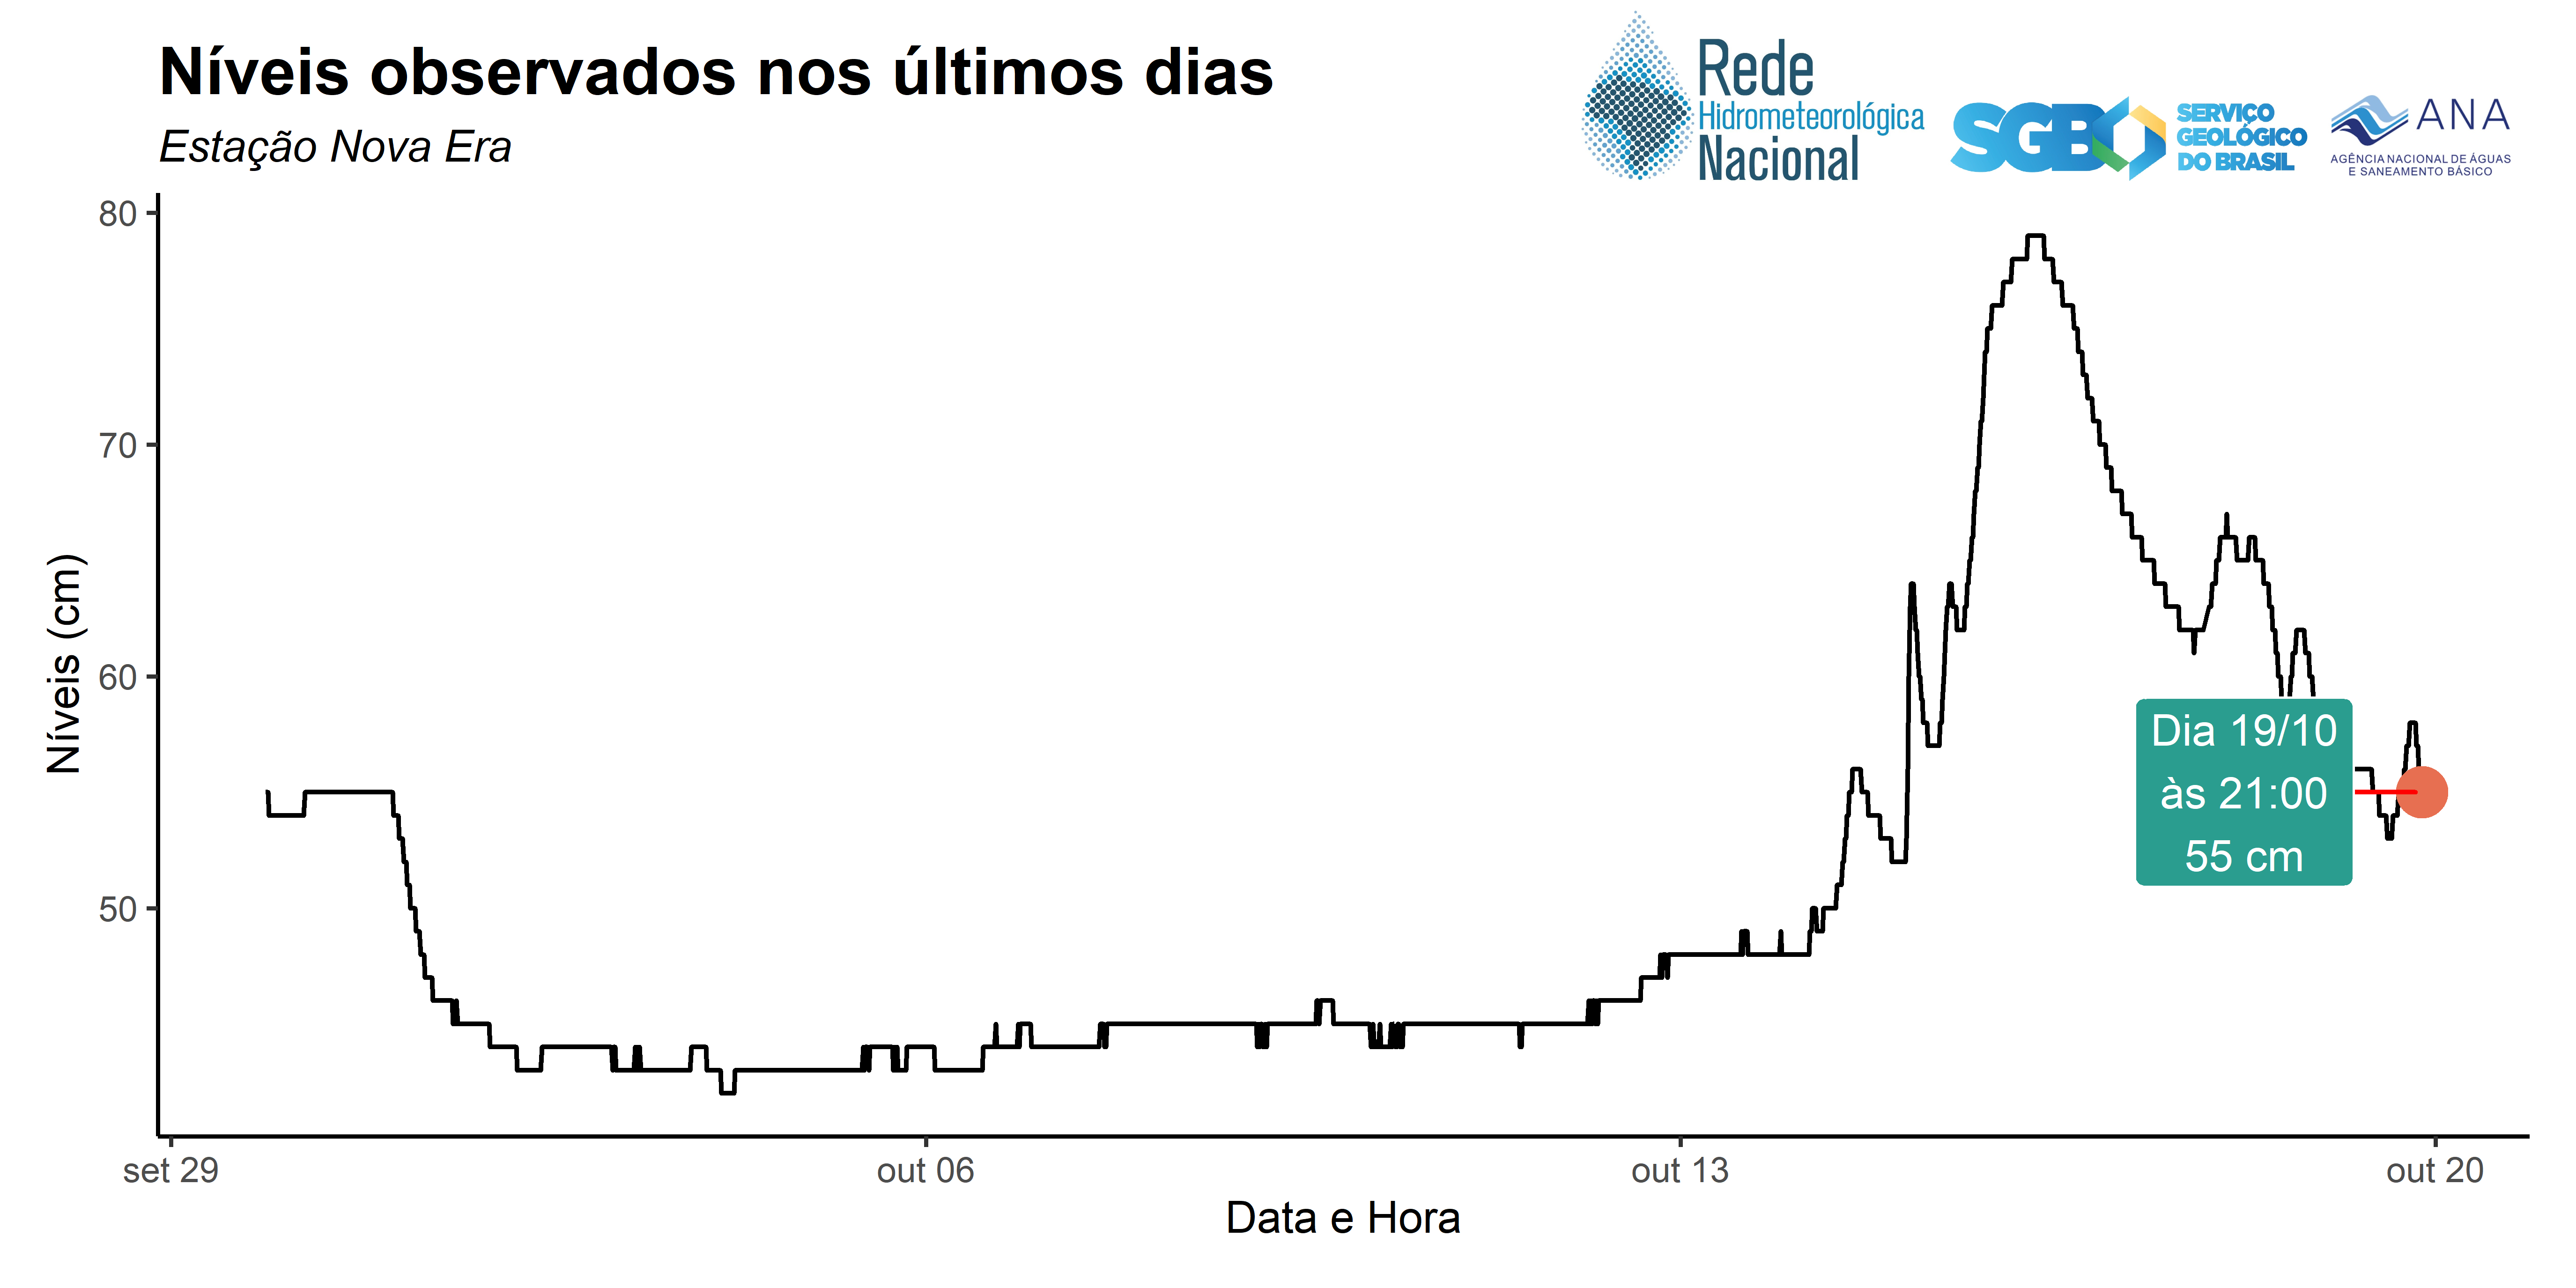 Níveis observados nos últimos dias
Estação Nova Era
Rede
Hidrometeorológica
Nacional
SGB
SERVIÇO
GEOLÓGICO
DO BRASIL
ANA
AGÊNCIA NACIONAL DE ÁGUAS
E SANEAMENTO BÁSICO
80
70
60
50
Níveis (cm)
Dia 19/10
às 21:00
55 cm
set 29
out 06
out 13
out 20
Data e Hora